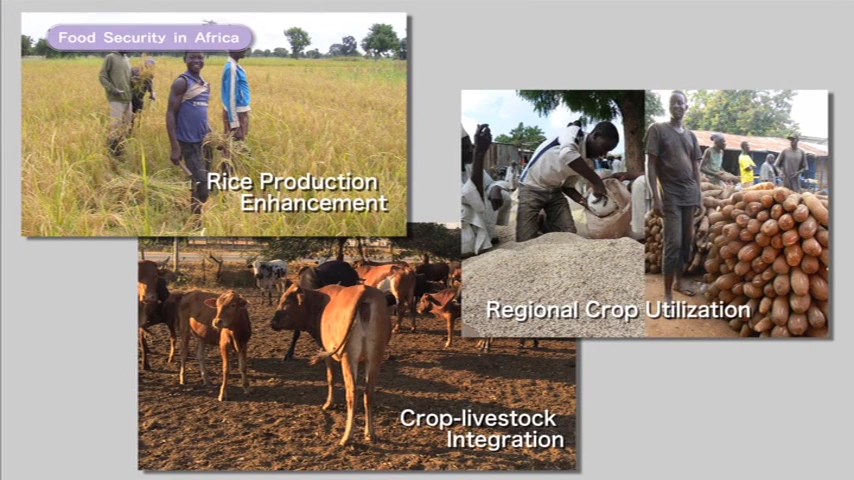 Food Security in Africa
Rice Production
Enhancement
Regional Crop Utilization
Crop-livestock
Integration